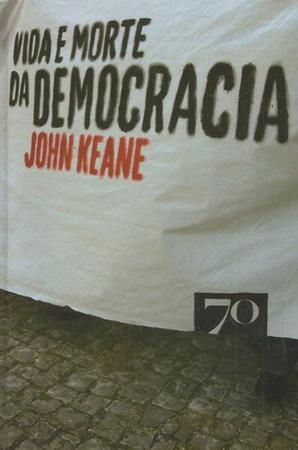 VIDA E MORTE
DA DEMOCRACIA
JOHN KEANE
70